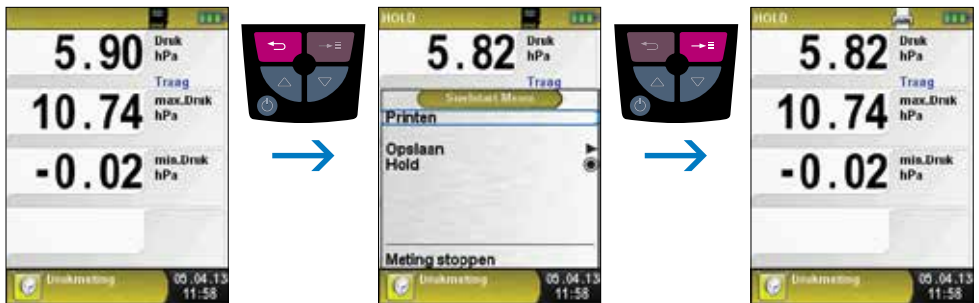 5.90 Druk hPa
Traag
10.74 max.Druk hPa
-0.02 min.Druk hPa
Drukmeting
05.04.13
11:58
HOLD
5.82 Druk hPa
Traag
Snelstart Menu
Printen
Opslaan
Hold
Meting stoppen
Drukmeting
05.04.13
11:58
HOLD
5.82 Druk hPa
Traag
10.74 max.Druk hPa
-0.02 min.Druk hPa
Drukmeting
05.04.13
11:58